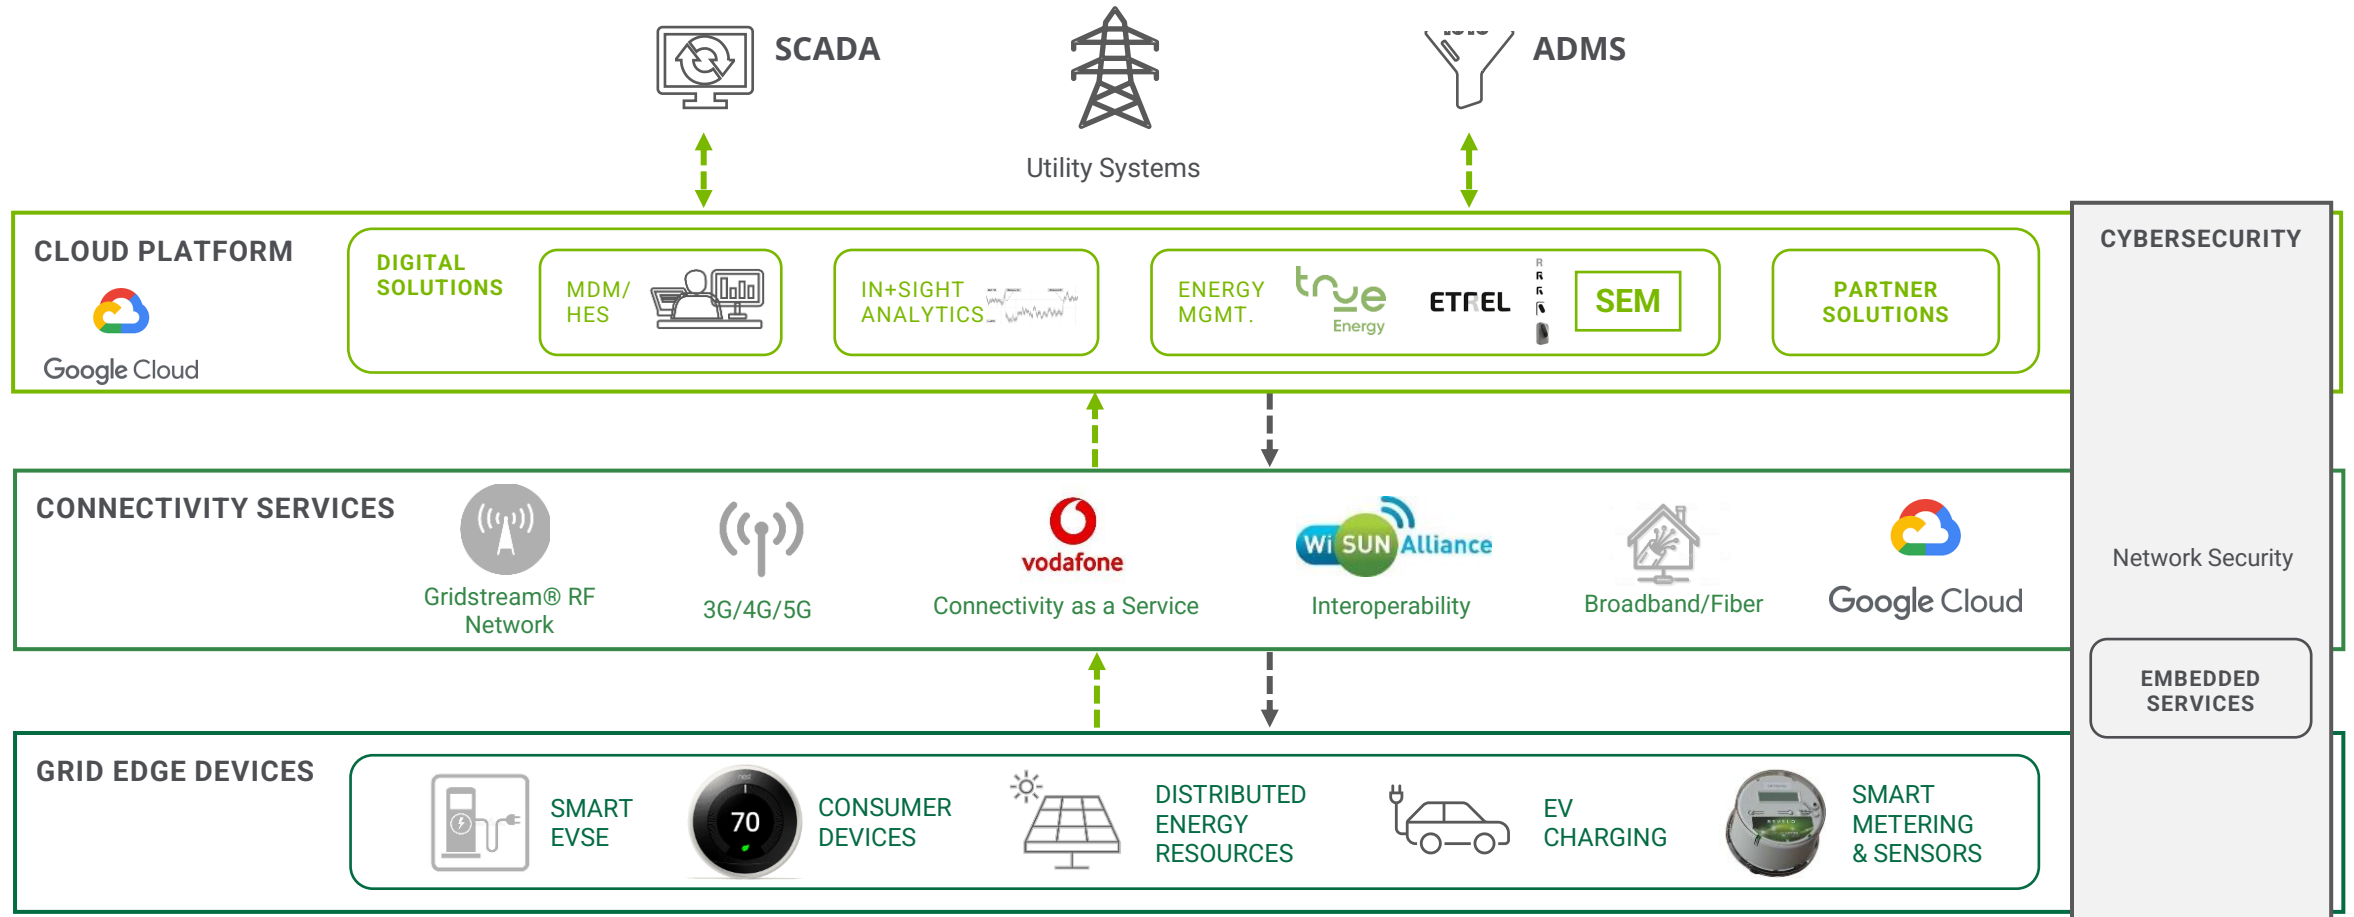 SCADA
ADMS
Utility Systems
CLOUD PLATFORM
Google Cloud
DIGITAL
SOLUTIONS
MDM/
HES
IN+SIGHT
ANALYTICS
ENERGY
MGMT.
true
Energy
ETREL
SEM
PARTNER
SOLUTIONS
CYBERSECURITY
CONNECTIVITY SERVICES
Gridstream® RF
Network
3G/4G/5G
vodafone
Connectivity as a Service
Wi SUN Alliance
Interoperability
Broadband/Fiber
Google Cloud
Network Security
EMBEDDED
SERVICES
GRID EDGE DEVICES
SMART
EVSE
nest
70
CONSUMER
DEVICES
DISTRIBUTED
ENERGY
RESOURCES
EV
CHARGING
REVELO
SMART
METERING
& SENSORS